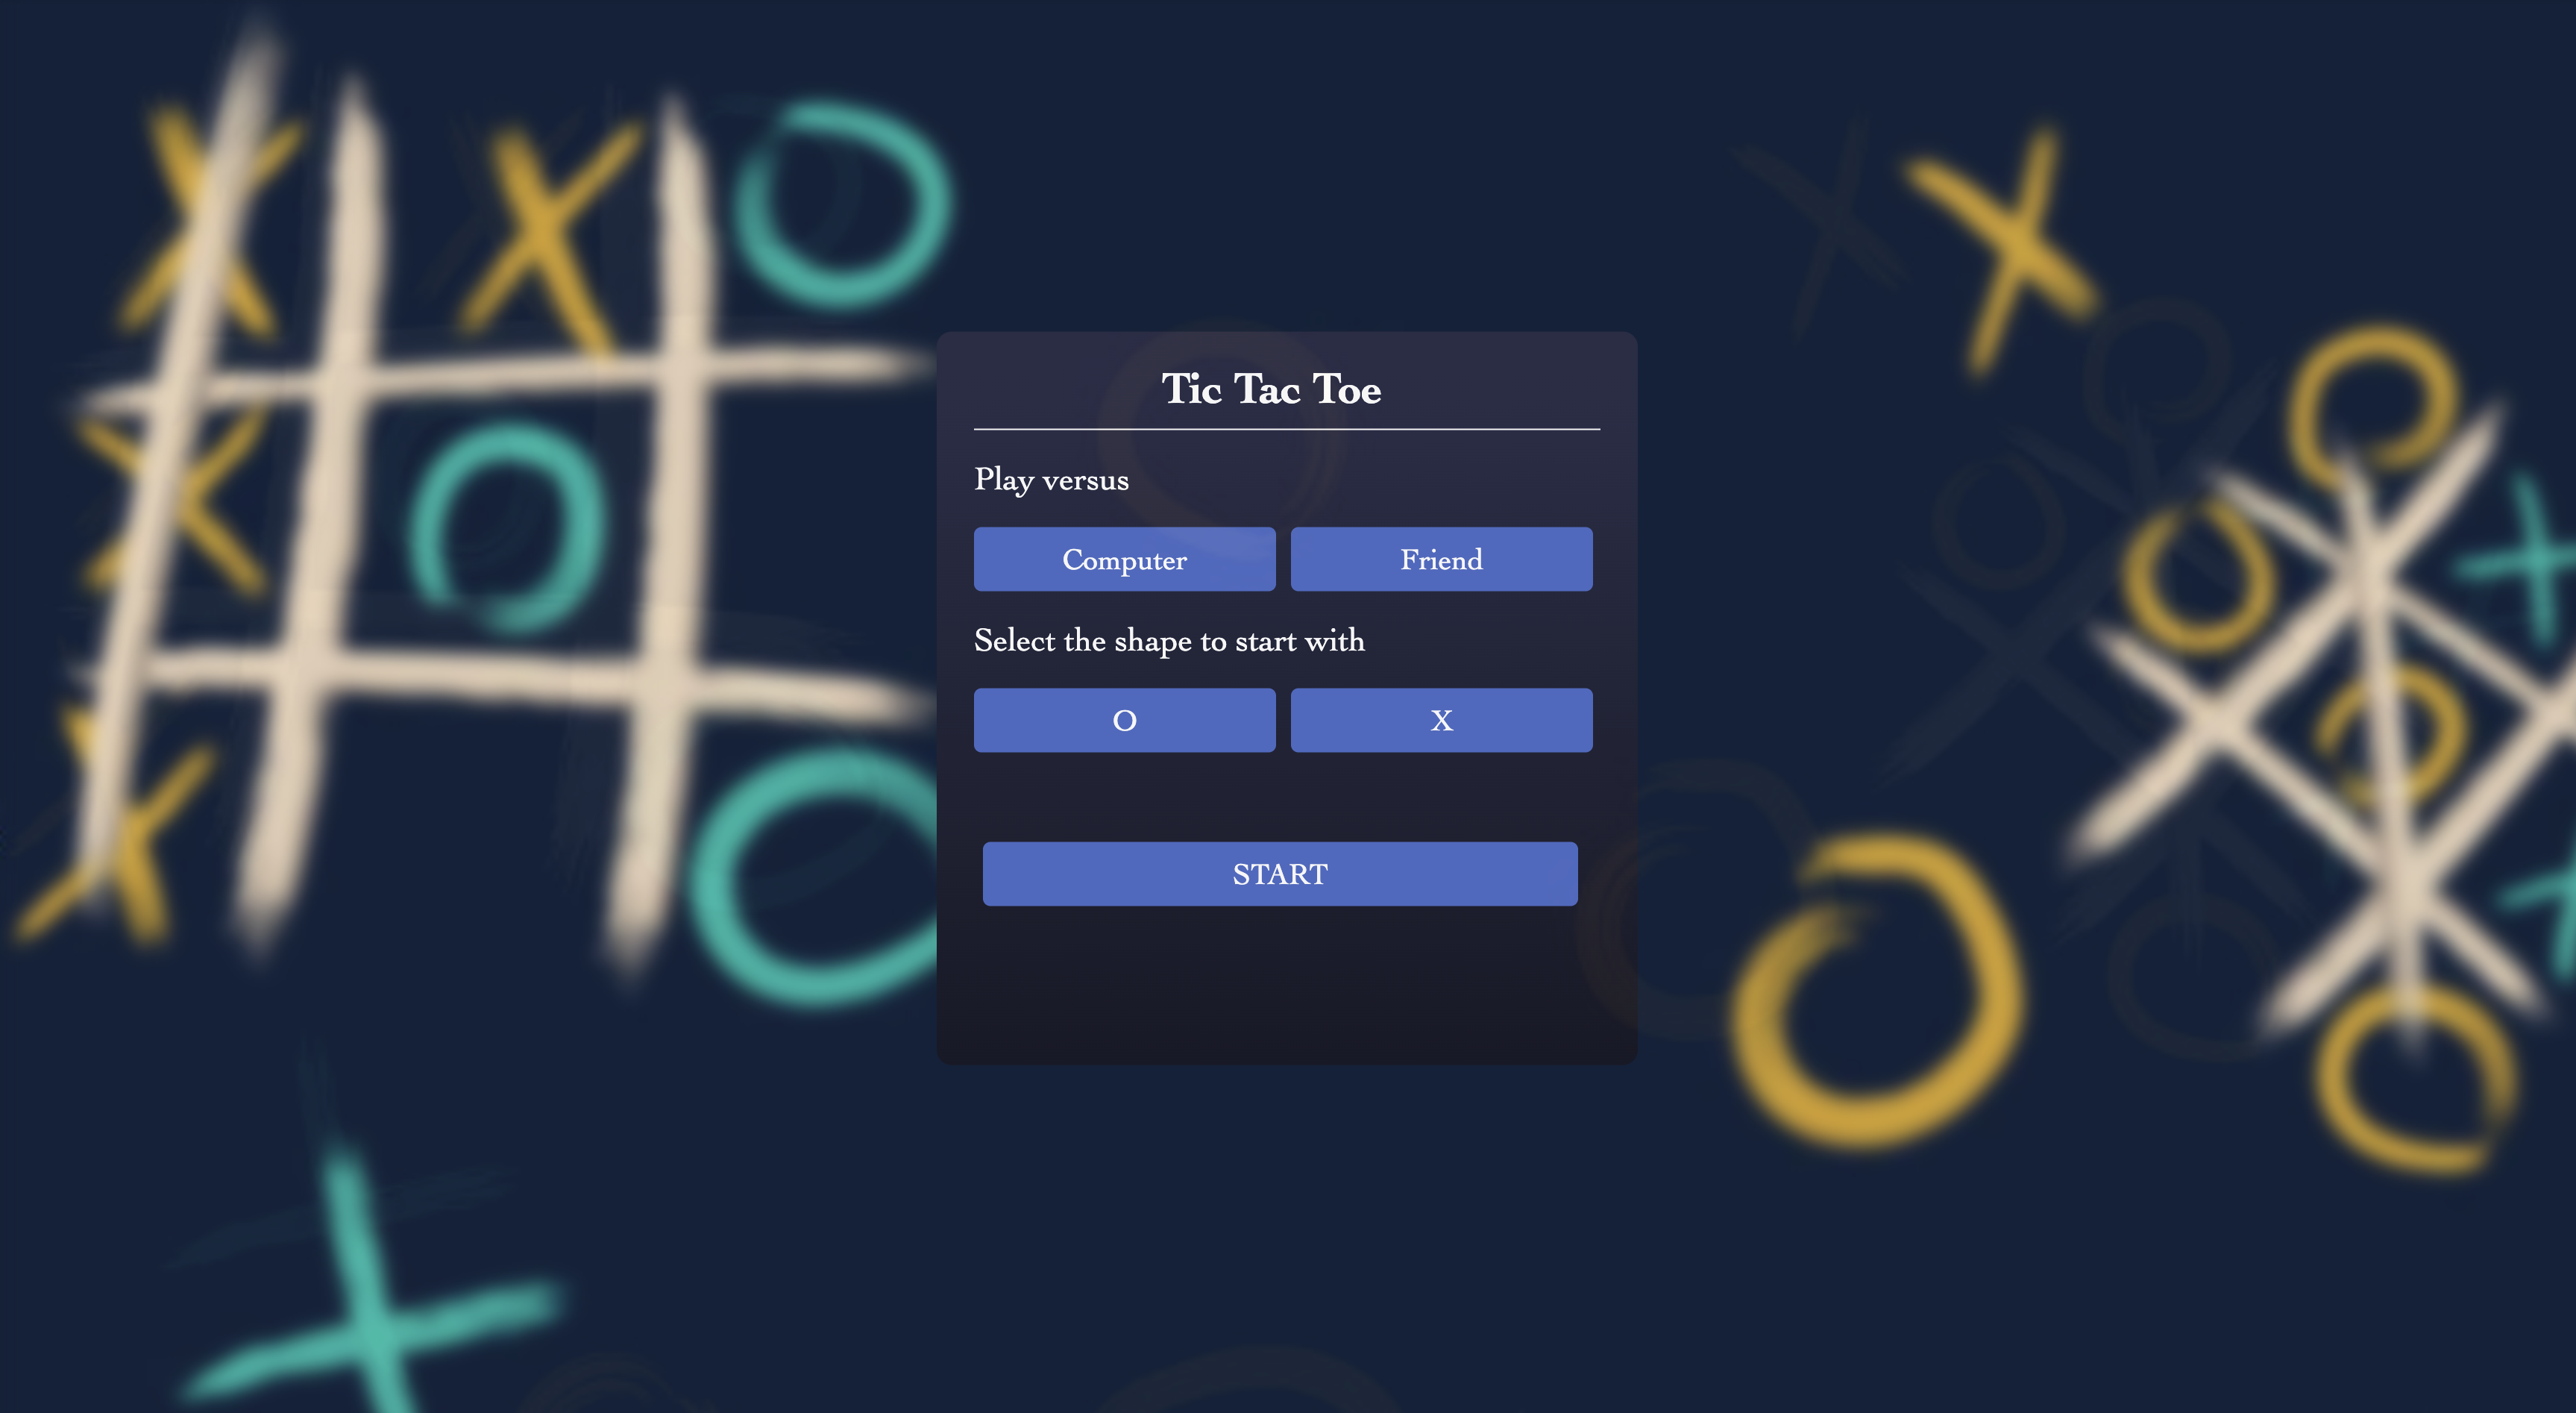 Tic Tac Toe
Play versus
Computer Friend
Select the shape to start with
O X
START